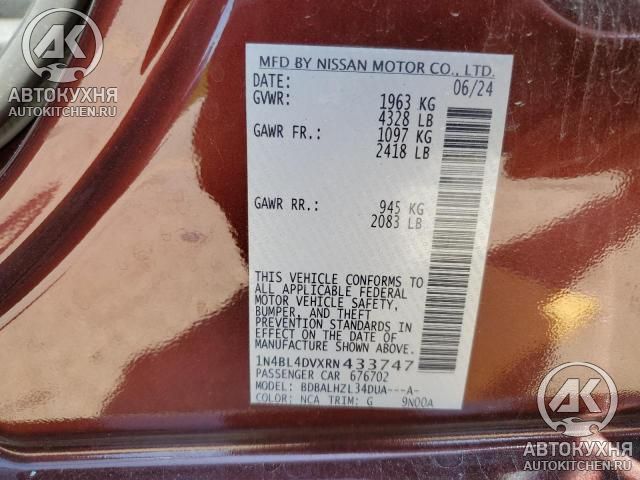 AK
АВТОКУХНЯ
AUTOKITCHEN.RU
MFD BY NISSAN MOTOR CO., LTD.
DATE: 06/24
GVWR: 1963 KG
4328 LB
GAWR FR.: 1097 KG
2418 LB
GAWR RR.: 945 KG
2083 LB
THIS VEHICLE CONFORMS TO
ALL APPLICABLE FEDERAL
MOTOR VEHICLE SAFETY,
BUMPER, AND THEFT
PREVENTION STANDARDS IN
EFFECT ON THE DATE OF
MANUFACTURE SHOWN ABOVE.
1N4BL4DVXRN433747
PASSENGER CAR 676702
MODEL: BDBALHZL34DUA---A-
COLOR: NCA TRIM: G 9N00A
AK
АВТОКУХНЯ
AUTOKITCHEN.RU